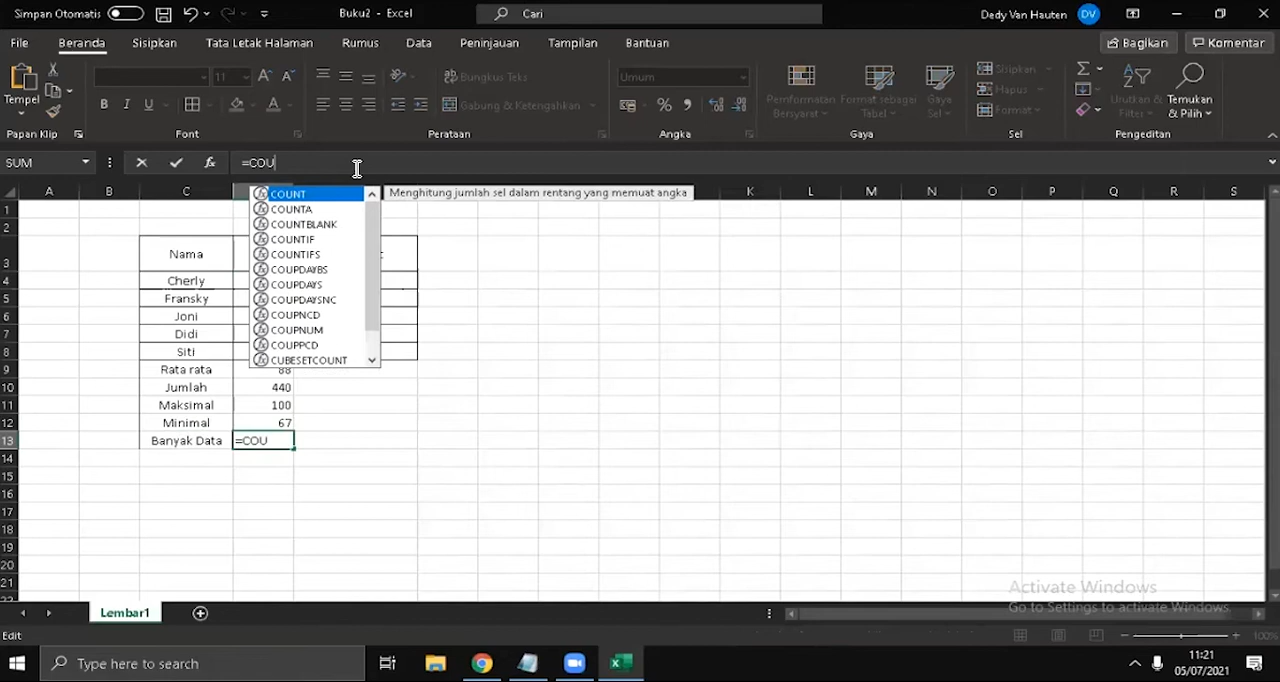 Simpan Otomatis Buku2 - Excel Cari Dedy Van Hauten DV
File Beranda Sisipkan Tata Letak Halaman Rumus Data Peninjauan Tampilan Bantuan Bagikan Komentar
Tempel 11 A A Bungkus Teks Umum Pemformatan Bersyarat Format sebagai Tabel Gaya Sel Sisipkan Hapus Format Urutkan & Filter Temukan & Pilih
B I U A Gabung & Ketengahkan % ,
Papan Klip Font Perataan Angka Gaya Sel Pengeditan
SUM fx =COU
A B C K L M N O P Q R S
COUNT Menghitung jumlah sel dalam rentang yang memuat angka
COUNTA
COUNTBLANK
COUNTIF
COUNTIFS
COUPDAYBS
COUPDAYS
COUPDAYSNC
COUPNCD
COUPNUM
COUPPCD
CUBESETCOUNT
1
2
3 Nama t
4 Cherly
5 Fransky
6 Joni
7 Didi
8 Siti
9 Rata rata 88
10 Jumlah 440
11 Maksimal 100
12 Minimal 67
13 Banyak Data =COU
14
15
16
17
18
19
20
21
Activate Windows
Go to Settings to activate Windows.
Lembar1
Edit 100%
Type here to search
11:21
05/07/2021